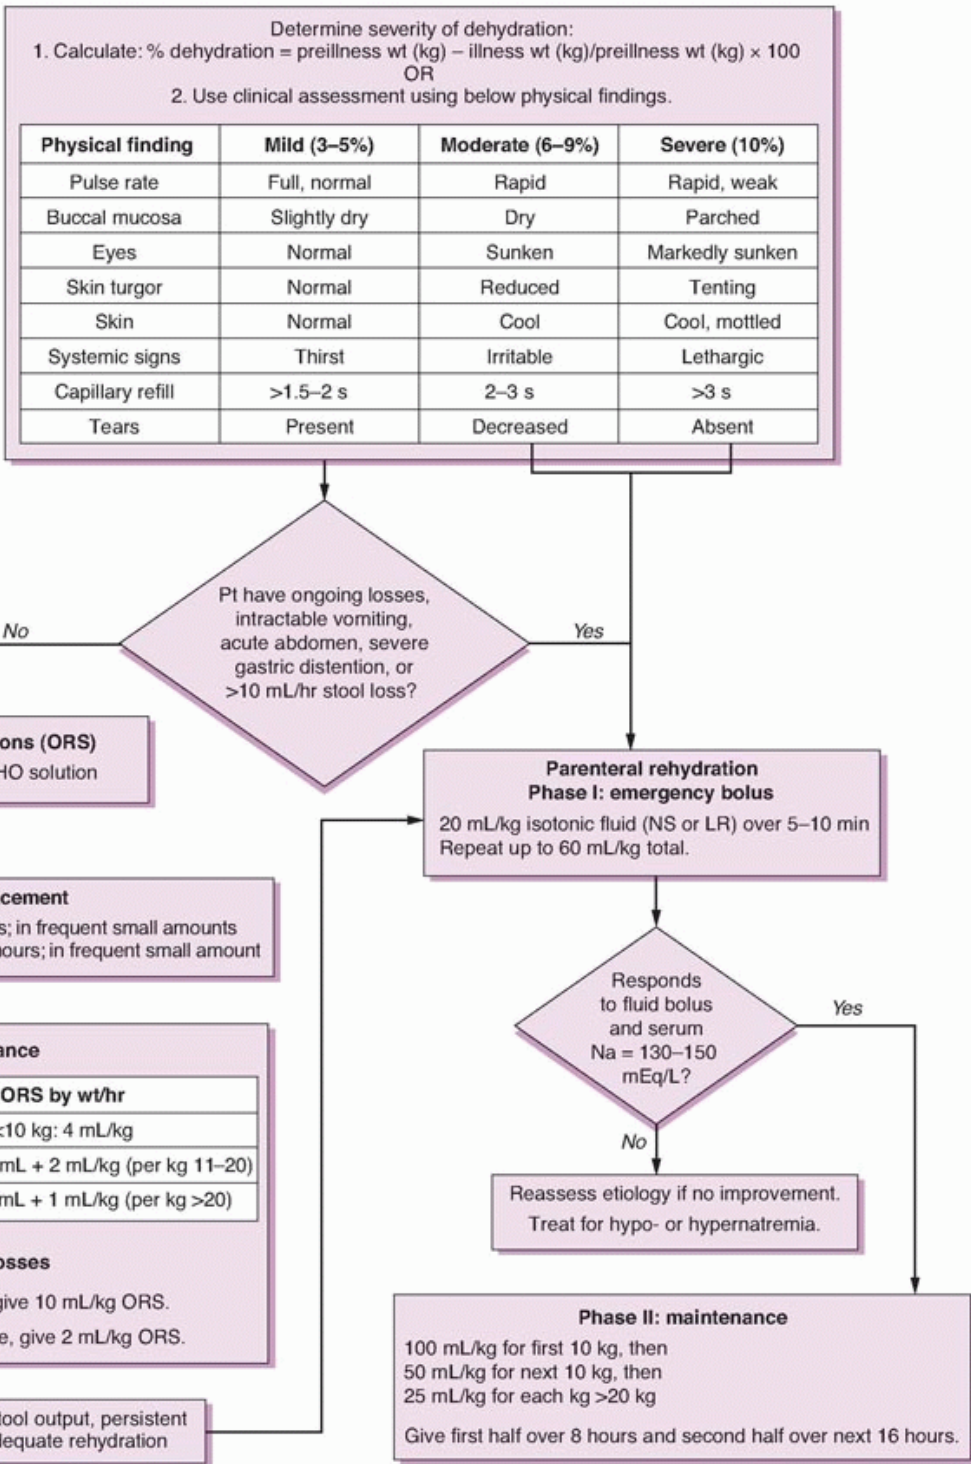 Determine severity of dehydration:
1. Calculate: % dehydration = preillness wt (kg) – illness wt (kg)/preillness wt (kg) × 100
OR
2. Use clinical assessment using below physical findings.
Physical finding Mild (3–5%) Moderate (6–9%) Severe (10%)
Pulse rate Full, normal Rapid Rapid, weak
Buccal mucosa Slightly dry Dry Parched
Eyes Normal Sunken Markedly sunken
Skin turgor Normal Reduced Tenting
Skin Normal Cool Cool, mottled
Systemic signs Thirst Irritable Lethargic
Capillary refill >1.5–2 s 2–3 s >3 s
Tears Present Decreased Absent
Pt have ongoing losses,
intractable vomiting,
acute abdomen, severe
gastric distention, or
>10 mL/hr stool loss?
No
Yes
ons (ORS)
HO solution
Parenteral rehydration
Phase I: emergency bolus
20 mL/kg isotonic fluid (NS or LR) over 5–10 min
Repeat up to 60 mL/kg total.
cement
s; in frequent small amounts
hours; in frequent small amount
Responds
to fluid bolus
and serum
Na = 130–150
mEq/L?
Yes
No
ance
ORS by wt/hr
<10 kg: 4 mL/kg
mL + 2 mL/kg (per kg 11–20)
mL + 1 mL/kg (per kg >20)
osses
give 10 mL/kg ORS.
e, give 2 mL/kg ORS.
Reassess etiology if no improvement.
Treat for hypo- or hypernatremia.
Phase II: maintenance
100 mL/kg for first 10 kg, then
50 mL/kg for next 10 kg, then
25 mL/kg for each kg >20 kg
Give first half over 8 hours and second half over next 16 hours.
tool output, persistent
dequate rehydration